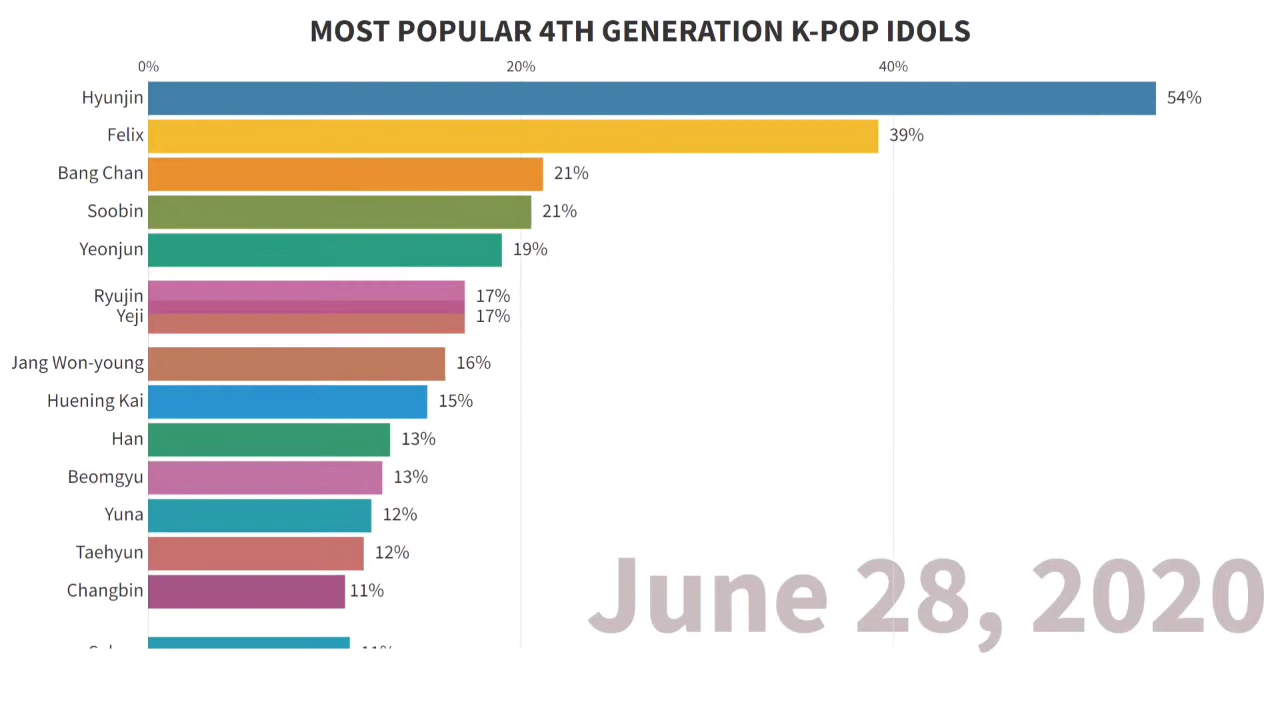 MOST POPULAR 4TH GENERATION K-POP IDOLS
0% 20% 40%
Hyunjin 54%
Felix 39%
Bang Chan 21%
Soobin 21%
Yeonjun 19%
Ryujin 17%
Yeji 17%
Jang Won-young 16%
Huening Kai 15%
Han 13%
Beomgyu 13%
Yuna 12%
Taehyun 12%
Changbin 11%
11%
June 28, 2020